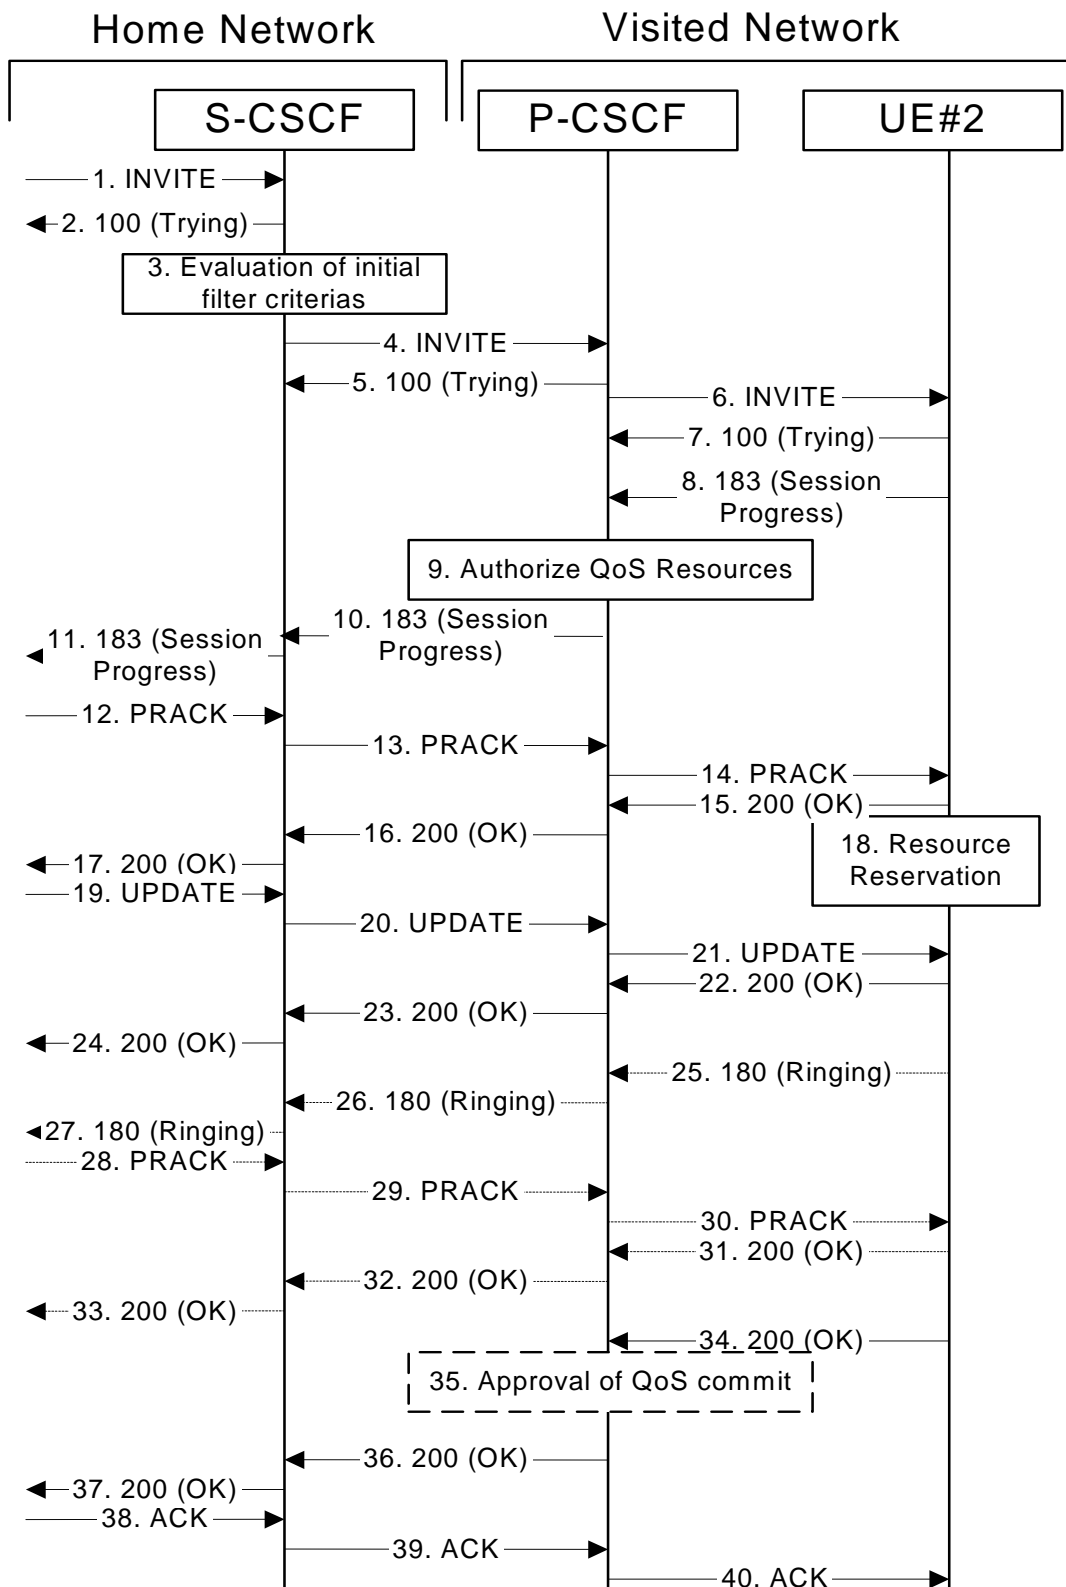 Home Network
Visited Network
S-CSCF
P-CSCF
UE#2
1. INVITE
2. 100 (Trying)
3. Evaluation of initial
filter criterias
4. INVITE
5. 100 (Trying)
6. INVITE
7. 100 (Trying)
8. 183 (Session
Progress)
9. Authorize QoS Resources
10. 183 (Session
Progress)
11. 183 (Session
Progress)
12. PRACK
13. PRACK
14. PRACK
15. 200 (OK)
16. 200 (OK)
17. 200 (OK)
18. Resource
Reservation
19. UPDATE
20. UPDATE
21. UPDATE
22. 200 (OK)
23. 200 (OK)
24. 200 (OK)
25. 180 (Ringing)
26. 180 (Ringing)
27. 180 (Ringing)
28. PRACK
29. PRACK
30. PRACK
31. 200 (OK)
32. 200 (OK)
33. 200 (OK)
34. 200 (OK)
35. Approval of QoS commit
36. 200 (OK)
37. 200 (OK)
38. ACK
39. ACK
40. ACK